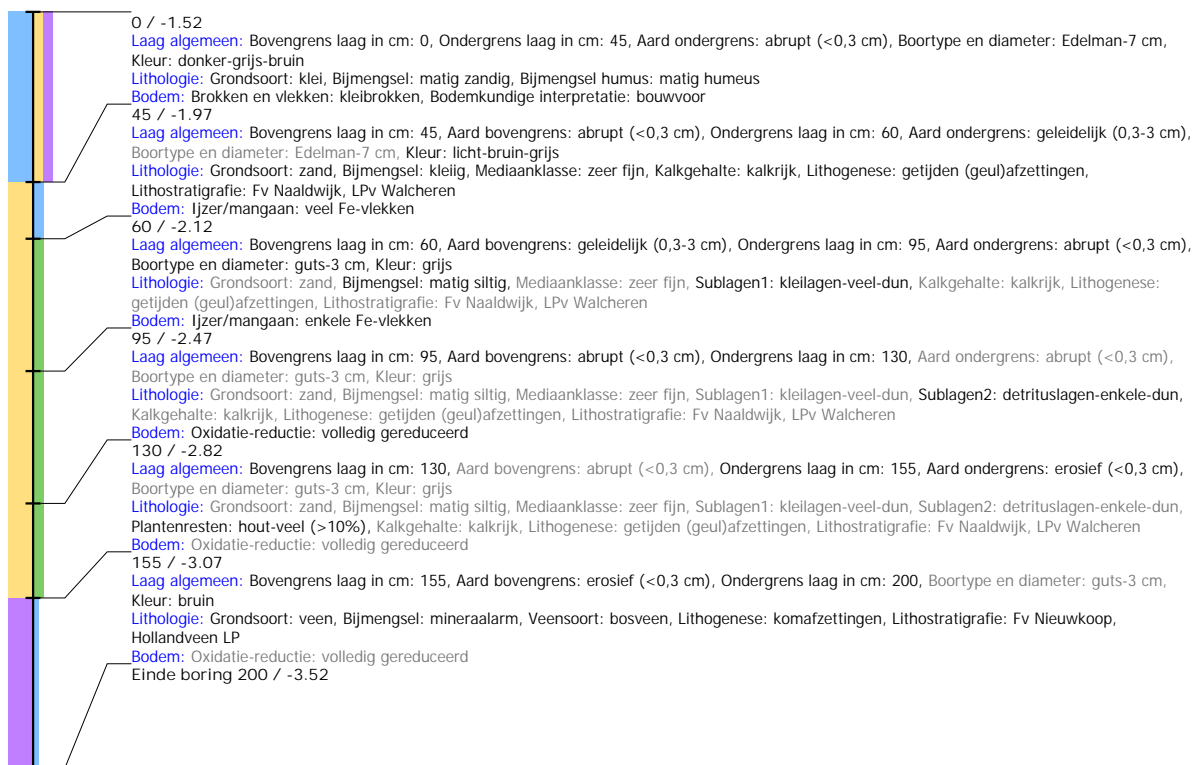 0 / -1.52
Laag algemeen: Bovengrens laag in cm: 0, Ondergrens laag in cm: 45, Aard ondergrens: abrupt (<0,3 cm), Boortype en diameter: Edelman-7 cm,
Kleur: donker-grijs-bruin
Lithologie: Grondsoort: klei, Bijmengsel: matig zandig, Bijmengsel humus: matig humeus
Bodem: Brokken en vlekken: kleibrokken, Bodemkundige interpretatie: bouwvoor
45 / -1.97
Laag algemeen: Bovengrens laag in cm: 45, Aard bovengrens: abrupt (<0,3 cm), Ondergrens laag in cm: 60, Aard ondergrens: geleidelijk (0,3-3 cm),
Boortype en diameter: Edelman-7 cm, Kleur: licht-bruin-grijs
Lithologie: Grondsoort: zand, Bijmengsel: kleiig, Mediaanklasse: zeer fijn, Kalkgehalte: kalkrijk, Lithogenese: getijden (geul)afzettingen,
Lithostratigrafie: Fv Naaldwijk, LPv Walcheren
Bodem: Ijzer/mangaan: veel Fe-vlekken
60 / -2.12
Laag algemeen: Bovengrens laag in cm: 60, Aard bovengrens: geleidelijk (0,3-3 cm), Ondergrens laag in cm: 95, Aard ondergrens: abrupt (<0,3 cm),
Boortype en diameter: guts-3 cm, Kleur: grijs
Lithologie: Grondsoort: zand, Bijmengsel: matig siltig, Mediaanklasse: zeer fijn, Sublagen1: kleilagen-veel-dun, Kalkgehalte: kalkrijk, Lithogenese:
getijden (geul)afzettingen, Lithostratigrafie: Fv Naaldwijk, LPv Walcheren
Bodem: Ijzer/mangaan: enkele Fe-vlekken
95 / -2.47
Laag algemeen: Bovengrens laag in cm: 95, Aard bovengrens: abrupt (<0,3 cm), Ondergrens laag in cm: 130, Aard ondergrens: abrupt (<0,3 cm),
Boortype en diameter: guts-3 cm, Kleur: grijs
Lithologie: Grondsoort: zand, Bijmengsel: matig siltig, Mediaanklasse: zeer fijn, Sublagen1: kleilagen-veel-dun, Sublagen2: detrituslagen-enkele-dun,
Kalkgehalte: kalkrijk, Lithogenese: getijden (geul)afzettingen, Lithostratigrafie: Fv Naaldwijk, LPv Walcheren
Bodem: Oxidatie-reductie: volledig gereduceerd
130 / -2.82
Laag algemeen: Bovengrens laag in cm: 130, Aard bovengrens: abrupt (<0,3 cm), Ondergrens laag in cm: 155, Aard ondergrens: erosief (<0,3 cm),
Boortype en diameter: guts-3 cm, Kleur: grijs
Lithologie: Grondsoort: zand, Bijmengsel: matig siltig, Mediaanklasse: zeer fijn, Sublagen1: kleilagen-veel-dun, Sublagen2: detrituslagen-enkele-dun,
Plantenresten: hout-veel (>10%), Kalkgehalte: kalkrijk, Lithogenese: getijden (geul)afzettingen, Lithostratigrafie: Fv Naaldwijk, LPv Walcheren
Bodem: Oxidatie-reductie: volledig gereduceerd
155 / -3.07
Laag algemeen: Bovengrens laag in cm: 155, Aard bovengrens: erosief (<0,3 cm), Ondergrens laag in cm: 200, Boortype en diameter: guts-3 cm,
Kleur: bruin
Lithologie: Grondsoort: veen, Bijmengsel: mineraalarm, Veensoort: bosveen, Lithogenese: komafzettingen, Lithostratigrafie: Fv Nieuwkoop,
Hollandveen LP
Bodem: Oxidatie-reductie: volledig gereduceerd
Einde boring 200 / -3.52